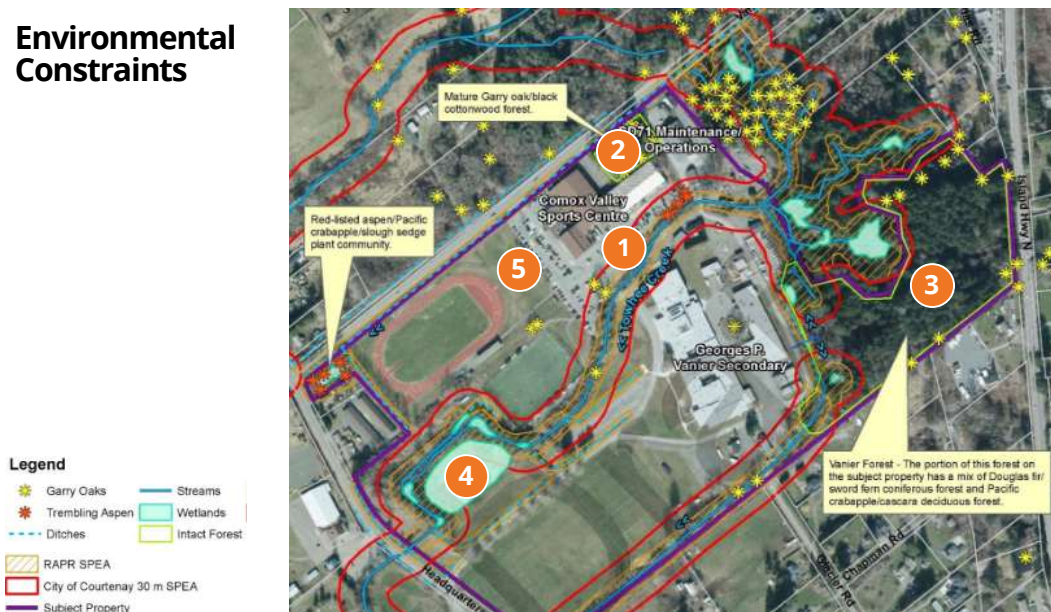 Environmental
Constraints
Mature Garry oak/black
cottonwood forest.
SD71 Maintenance/
Operations
2
Comox Valley
Sports Centre
Red-listed aspen/Pacific
crabapple/slough sedge
plant community.
1
5
<< Towhee Creek
Island Hwy N
3
Georges P.
Vanier Secondary
<<
<<
<<
4
Vanier Forest - The portion of this forest on
the subject property has a mix of Douglas fir/
sword fern coniferous forest and Pacific
crabapple/cascara deciduous forest.
Headquarters
Glacier Rd
Chapman Rd
Legend
Garry Oaks
Streams
Trembling Aspen
Wetlands
Ditches
Intact Forest
RAPR SPEA
City of Courtenay 30 m SPEA
Subject Property